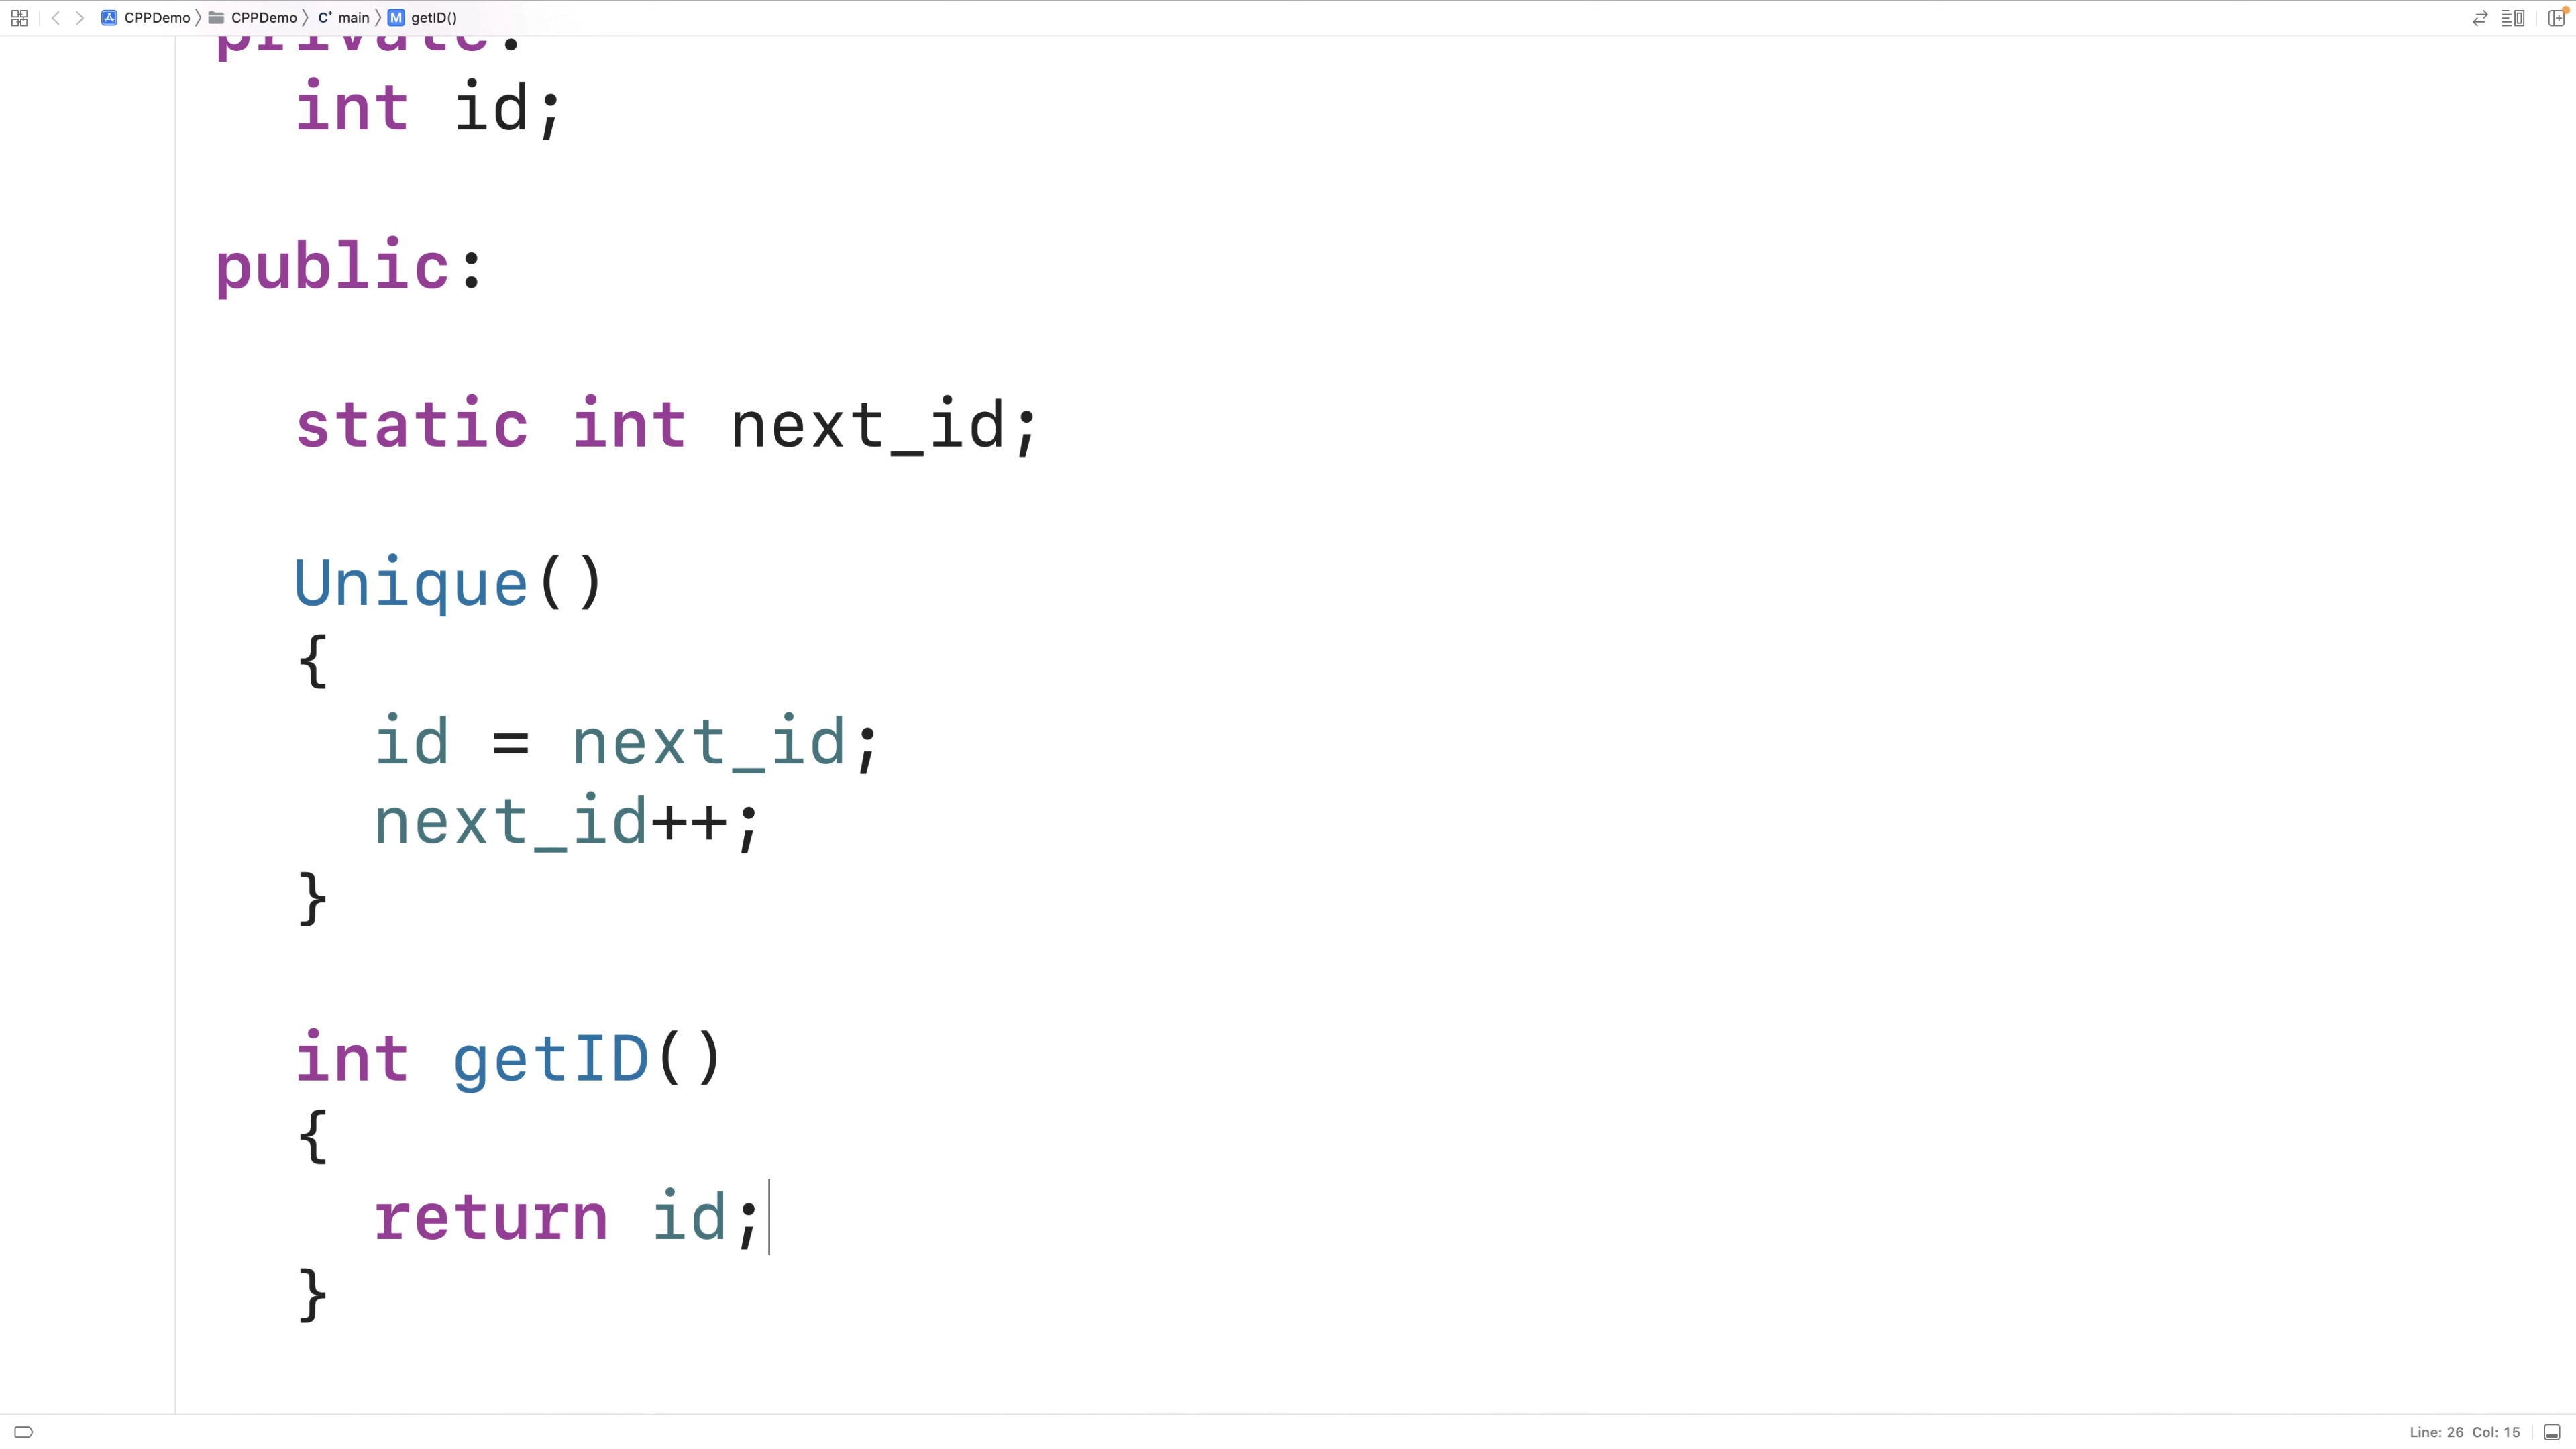 CPPDemo 〉 CPPDemo 〉 main 〉 M getID()
private:
int id;
public:
static int next_id;
Unique()
{
id = next_id;
next_id++;
}
int getID()
{
return id;
}
Line: 26 Col: 15